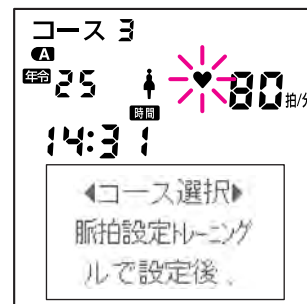 コース 3
A
年令 25 80 拍/分
時間
14:31
◀コース選択▶
脈拍設定トレーニング
ルで設定後、